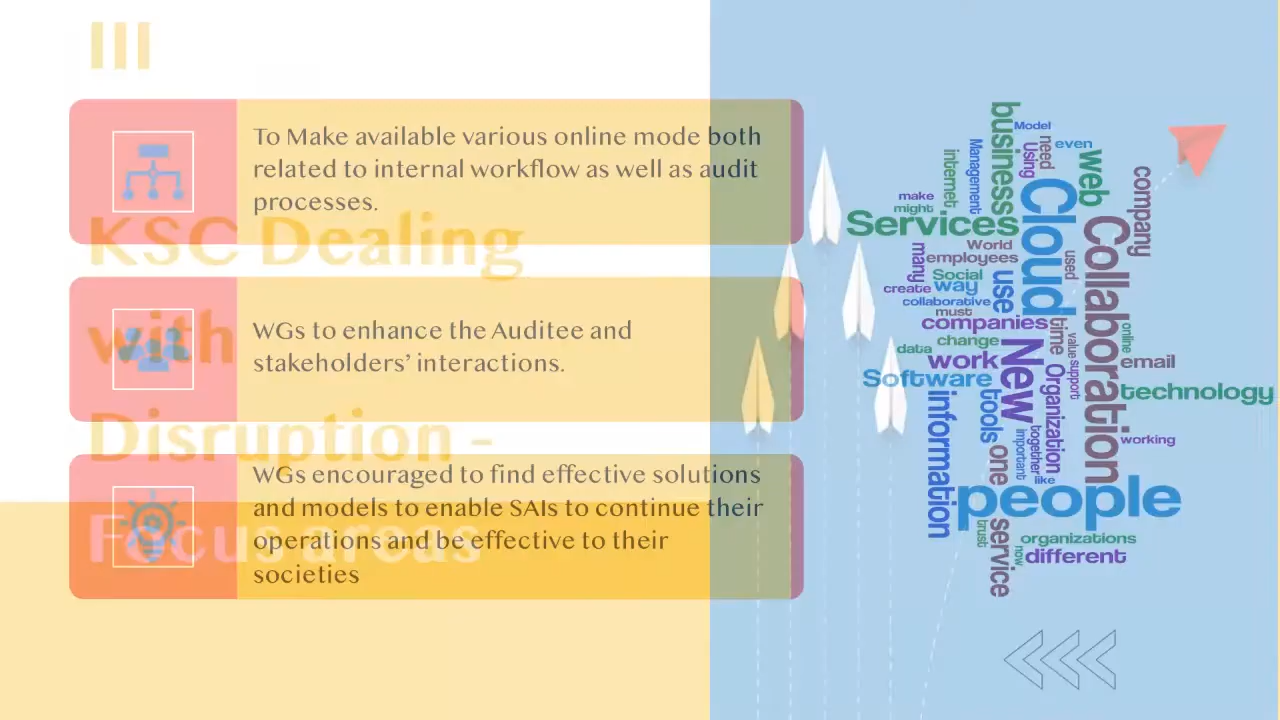 To Make available various online mode both
related to internal workflow as well as audit
processes.
KSC Dealing
with
WGs to enhance the Auditee and
stakeholders’ interactions.
Disruption -
WGs encouraged to find effective solutions
and models to enable SAIs to continue their
operations and be effective to their
societies
Focus areas
business
Model
even
need
Using
Management
internet
web
company
make
might
Services
Cloud
Collaboration
World
employees
many
used
Social
way
create
use
collaborative
must
companies
time
online
value
support
change
data
work
New
email
Software
technology
Organization
tools
information
together
working
important
one
like
people
trust
service
now
organizations
different